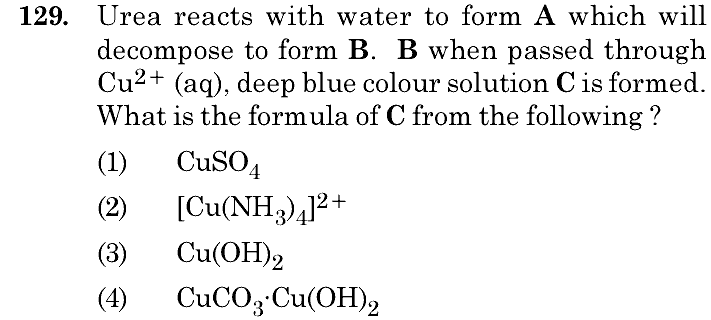 129. Urea reacts with water to form A which will
decompose to form B. B when passed through
Cu²⁺ (aq), deep blue colour solution C is formed.
What is the formula of C from the following ?
(1) CuSO₄
(2) [Cu(NH₃)₄]²⁺
(3) Cu(OH)₂
(4) CuCO₃·Cu(OH)₂